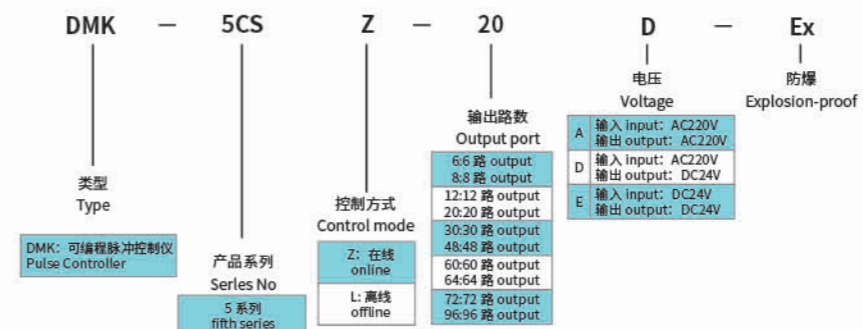 DMK — 5CS Z — 20 D — Ex
类型
Type
DMK：可编程脉冲控制仪
Pulse Controller
产品系列
Serles No
5 系列
fifth series
控制方式
Control mode
Z：在线
online
L: 离线
offline
输出路数
Output port
6:6 路 output
8:8 路 output
12:12 路 output
20:20 路 output
30:30 路 output
48:48 路 output
60:60 路 output
64:64 路 output
72:72 路 output
96:96 路 output
电压
Voltage
A 输入 input：AC220V
输出 output：AC220V
D 输入 input：AC220V
输出 output：DC24V
E 输入 input：DC24V
输出 output：DC24V
防爆
Explosion-proof